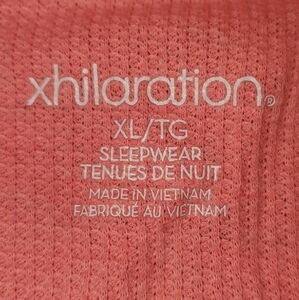 xhilaration®
XL/TG
SLEEPWEAR
TENUES DE NUIT
MADE IN VIETNAM
FABRIQUÉ AU VIETNAM